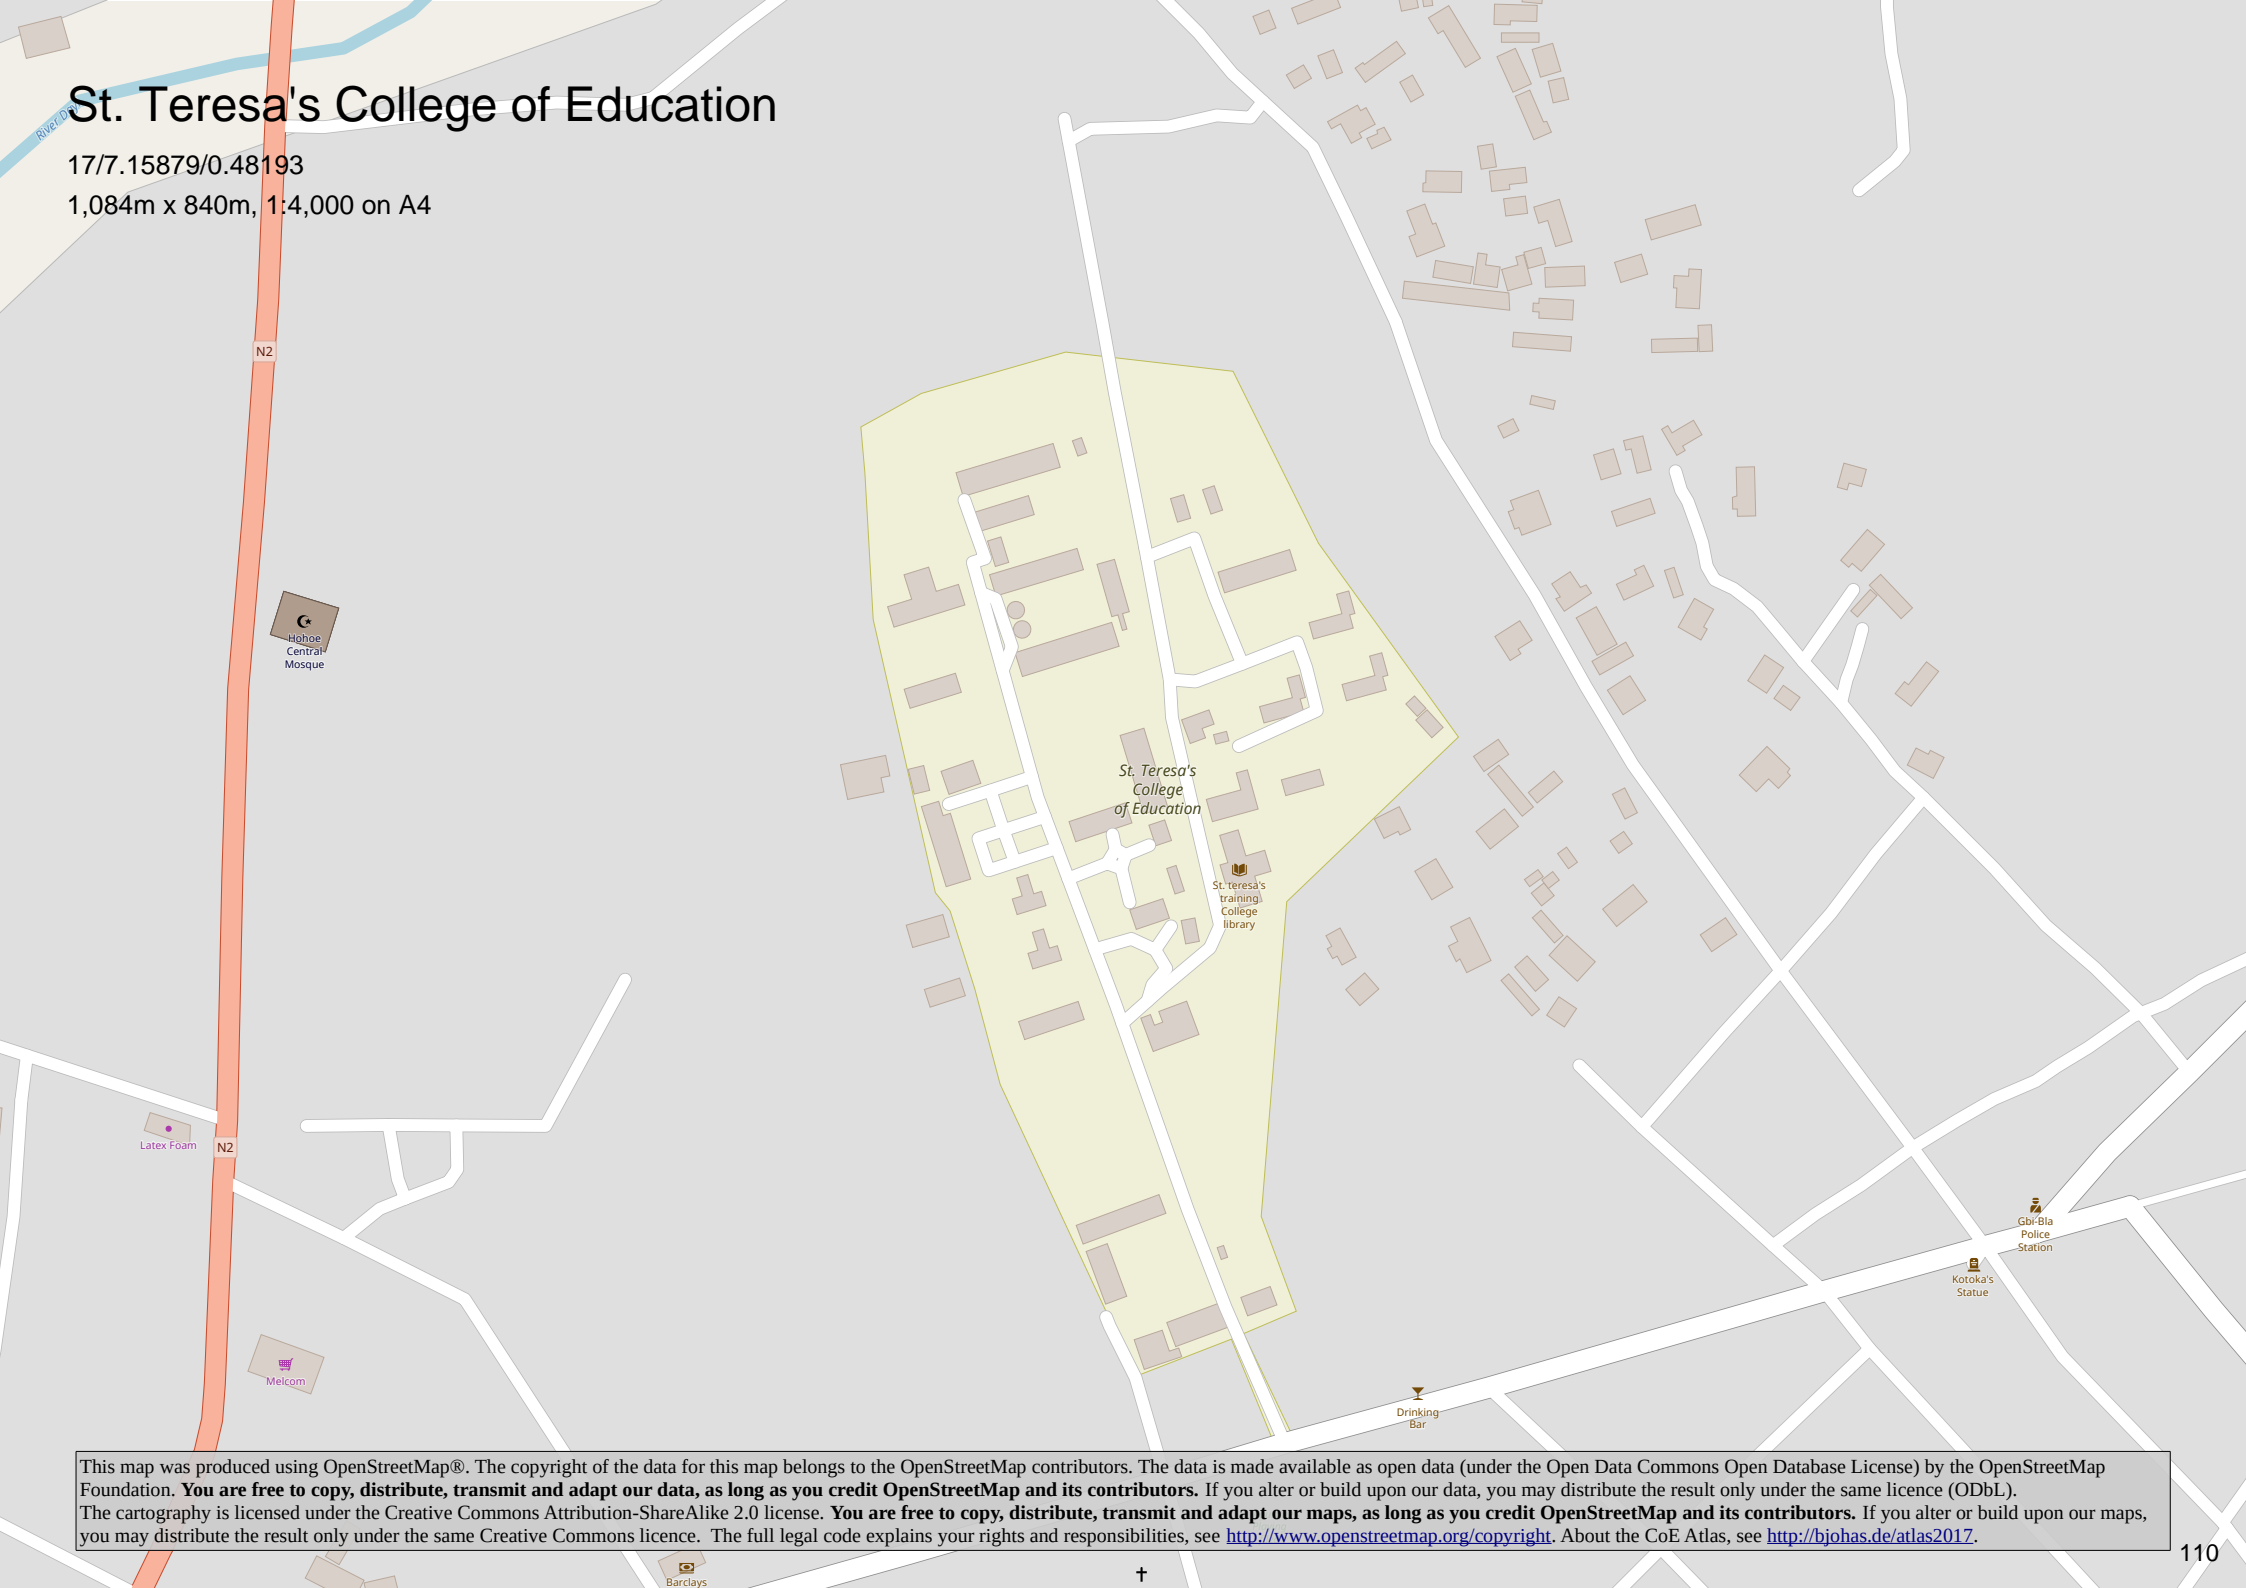 St. Teresa's College of Education
17/7.15879/0.48193
1,084m x 840m, 1:4,000 on A4
N2
Hohoe
Central
Mosque
St. Teresa's
College
of Education
St. teresa's
training
College
library
Latex Foam
N2
Gbi-Bla
Police
Station
Kotoka's
Statue
Melcom
Drinking
Bar
This map was produced using OpenStreetMap®. The copyright of the data for this map belongs to the OpenStreetMap contributors. The data is made available as open data (under the Open Data Commons Open Database License) by the OpenStreetMap
Foundation. You are free to copy, distribute, transmit and adapt our data, as long as you credit OpenStreetMap and its contributors. If you alter or build upon our data, you may distribute the result only under the same licence (ODbL).
The cartography is licensed under the Creative Commons Attribution-ShareAlike 2.0 license. You are free to copy, distribute, transmit and adapt our maps, as long as you credit OpenStreetMap and its contributors. If you alter or build upon our maps,
you may distribute the result only under the same Creative Commons licence. The full legal code explains your rights and responsibilities, see http://www.openstreetmap.org/copyright. About the CoE Atlas, see http://bjohas.de/atlas2017.
110
Barclays
River